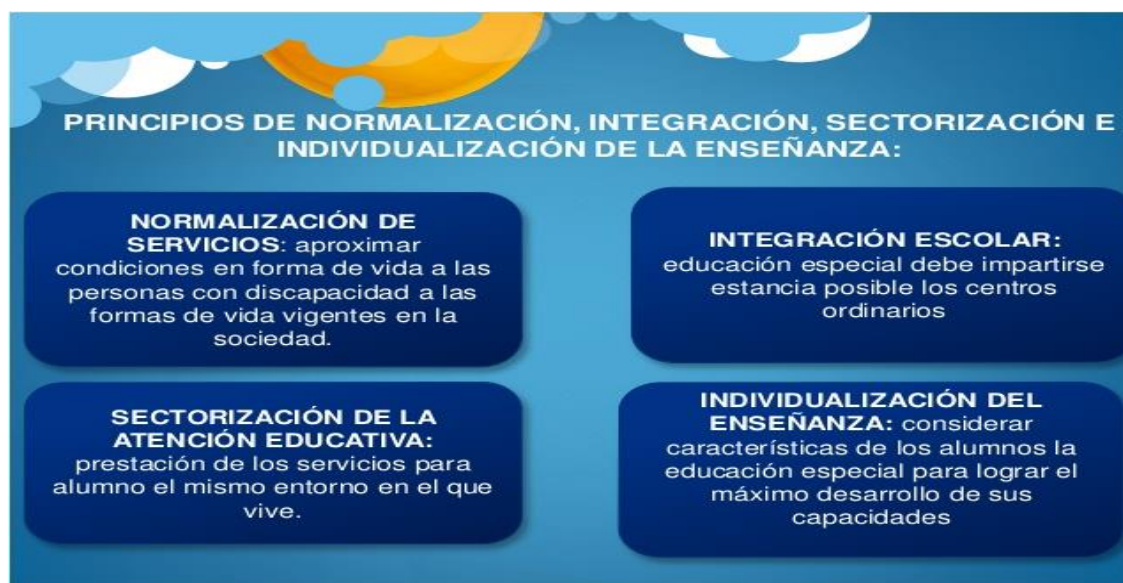 PRINCIPIOS DE NORMALIZACIÓN, INTEGRACIÓN, SECTORIZACIÓN E
INDIVIDUALIZACIÓN DE LA ENSEÑANZA:
NORMALIZACIÓN DE
SERVICIOS: aproximar
condiciones en forma de vida a las
personas con discapacidad a las
formas de vida vigentes en la
sociedad.
INTEGRACIÓN ESCOLAR:
educación especial debe impartirse
estancia posible los centros
ordinarios
SECTORIZACIÓN DE LA
ATENCIÓN EDUCATIVA:
prestación de los servicios para
alumno el mismo entorno en el que
vive.
INDIVIDUALIZACIÓN DEL
ENSEÑANZA: considerar
características de los alumnos la
educación especial para lograr el
máximo desarrollo de sus
capacidades